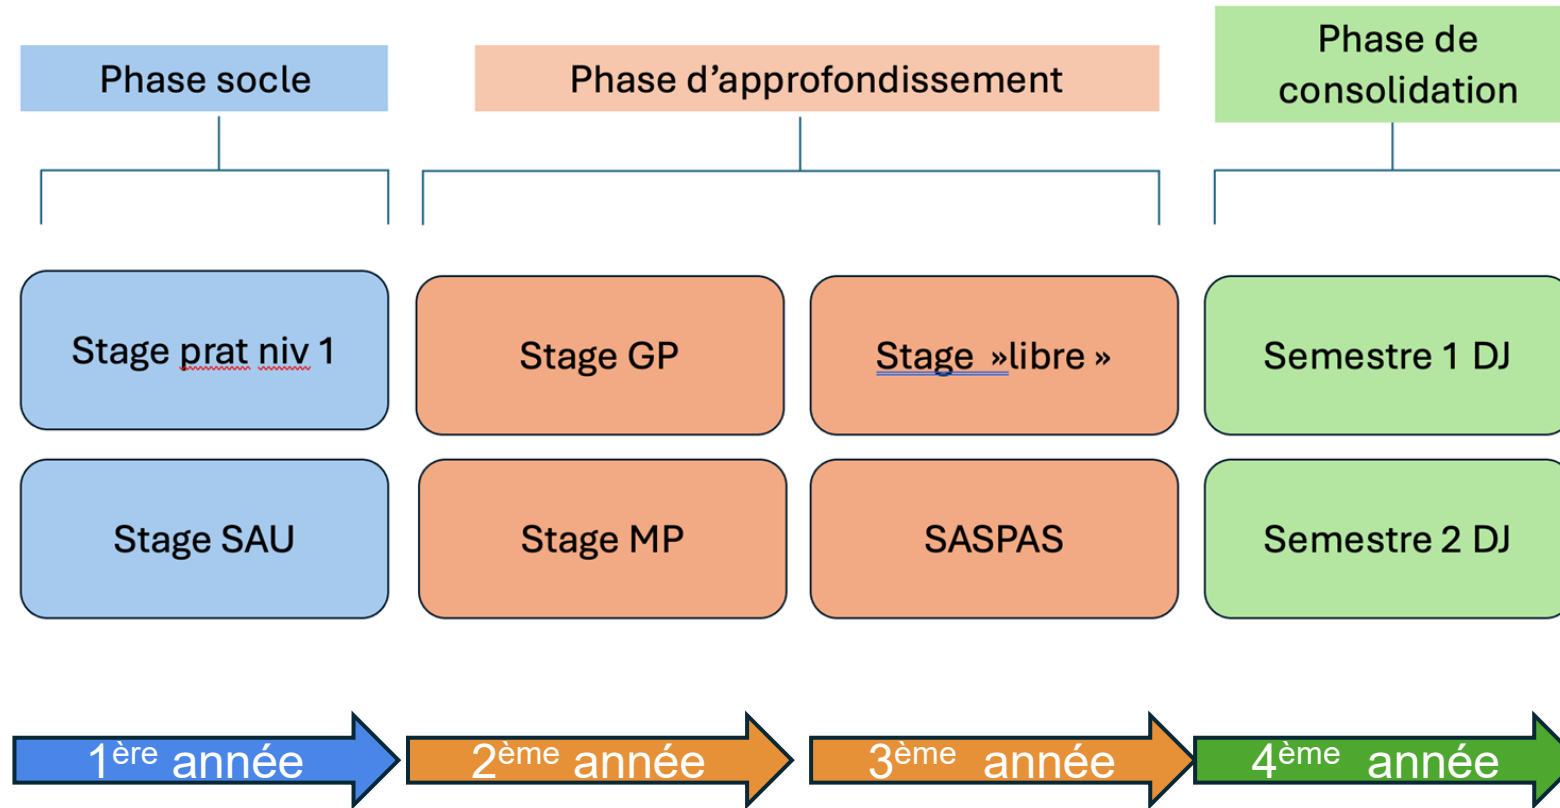 Phase socle
Phase d’approfondissement
Phase de
consolidation
Stage prat niv 1
Stage GP
Stage »libre »
Semestre 1 DJ
Stage SAU
Stage MP
SASPAS
Semestre 2 DJ
1ère année
2ème année
3ème année
4ème année